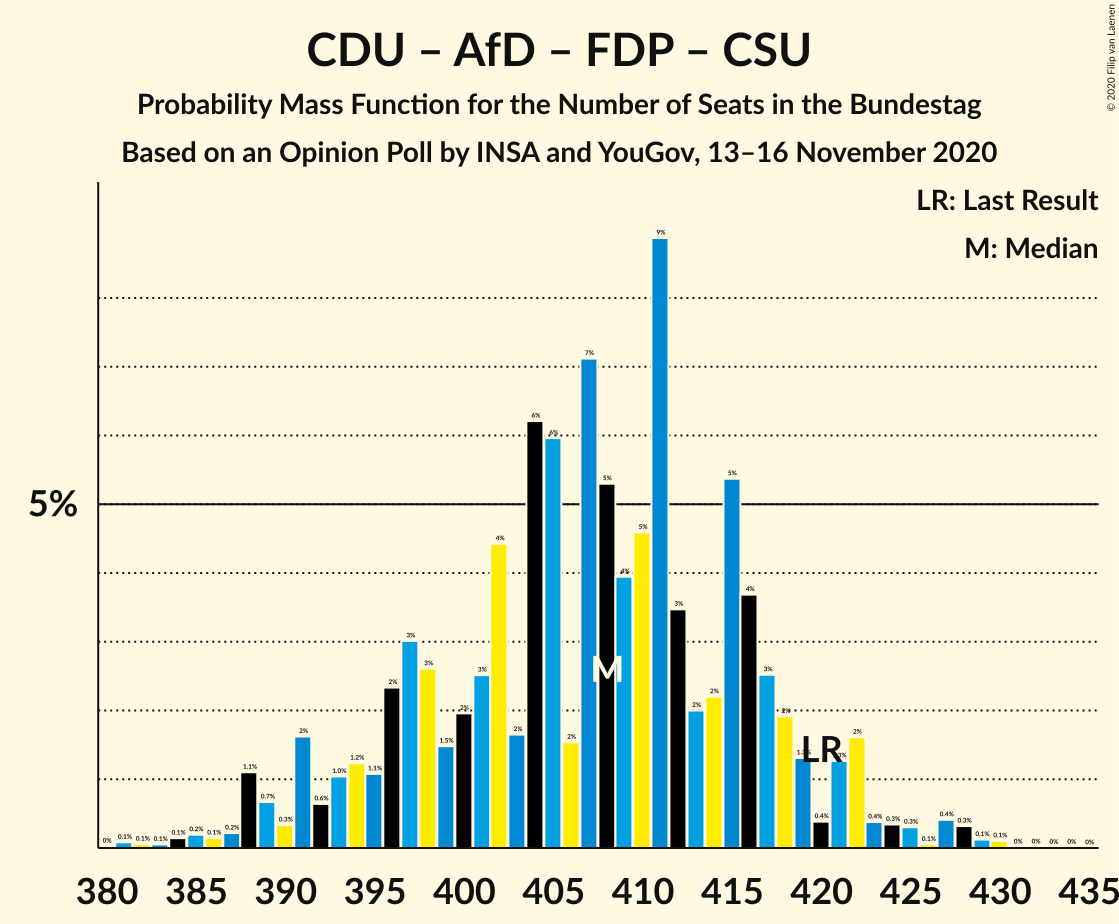 CDU – AfD – FDP – CSU
Probability Mass Function for the Number of Seats in the Bundestag
Based on an Opinion Poll by INSA and YouGov, 13–16 November 2020
© 2020 Filip van Laenen
LR: Last Result
M: Median
5%
0% 0.1% 0.1% 0.1% 0.1% 0.2% 0.1% 0.2% 1.1% 0.7% 0.3% 2% 0.6% 1.0% 1.2% 1.1% 2% 3% 3% 1.5% 2% 3% 4% 2% 6% 6% 2% 7% 5% 4% 5% 9% 3% 2% 2% 5% 4% 3% 2% 0.4% 2% 0.4% 0.3% 0.3% 0.1% 0.4% 0.3% 0.1% 0.1% 0% 0% 0% 0% 0%
M
LR
380 385 390 395 400 405 410 415 420 425 430 435